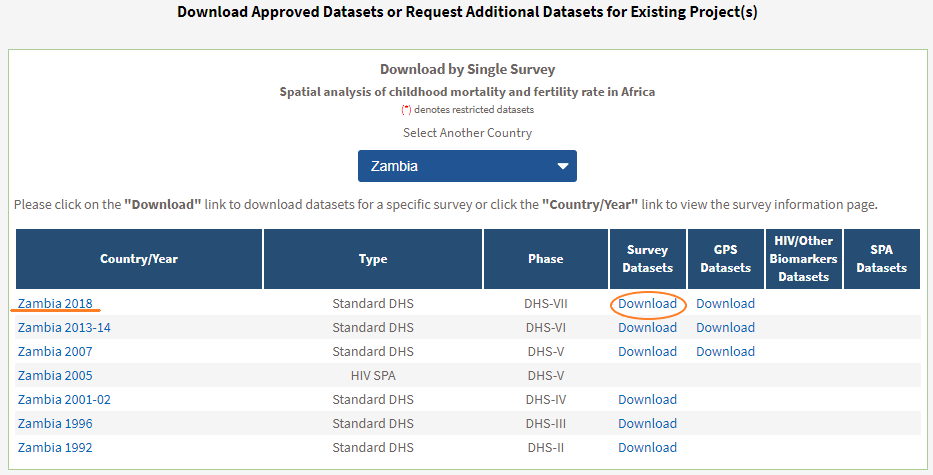 Download Approved Datasets or Request Additional Datasets for Existing Project(s)
Download by Single Survey
Spatial analysis of childhood mortality and fertility rate in Africa
(*) denotes restricted datasets
Select Another Country
Zambia
Please click on the "Download" link to download datasets for a specific survey or click the "Country/Year" link to view the survey information page.
Country/Year Type Phase Survey Datasets GPS Datasets HIV/Other Biomarkers Datasets SPA Datasets
Zambia 2018 Standard DHS DHS-VII Download Download
Zambia 2013-14 Standard DHS DHS-VI Download Download
Zambia 2007 Standard DHS DHS-V Download Download
Zambia 2005 HIV SPA DHS-V
Zambia 2001-02 Standard DHS DHS-IV Download
Zambia 1996 Standard DHS DHS-III Download
Zambia 1992 Standard DHS DHS-II Download